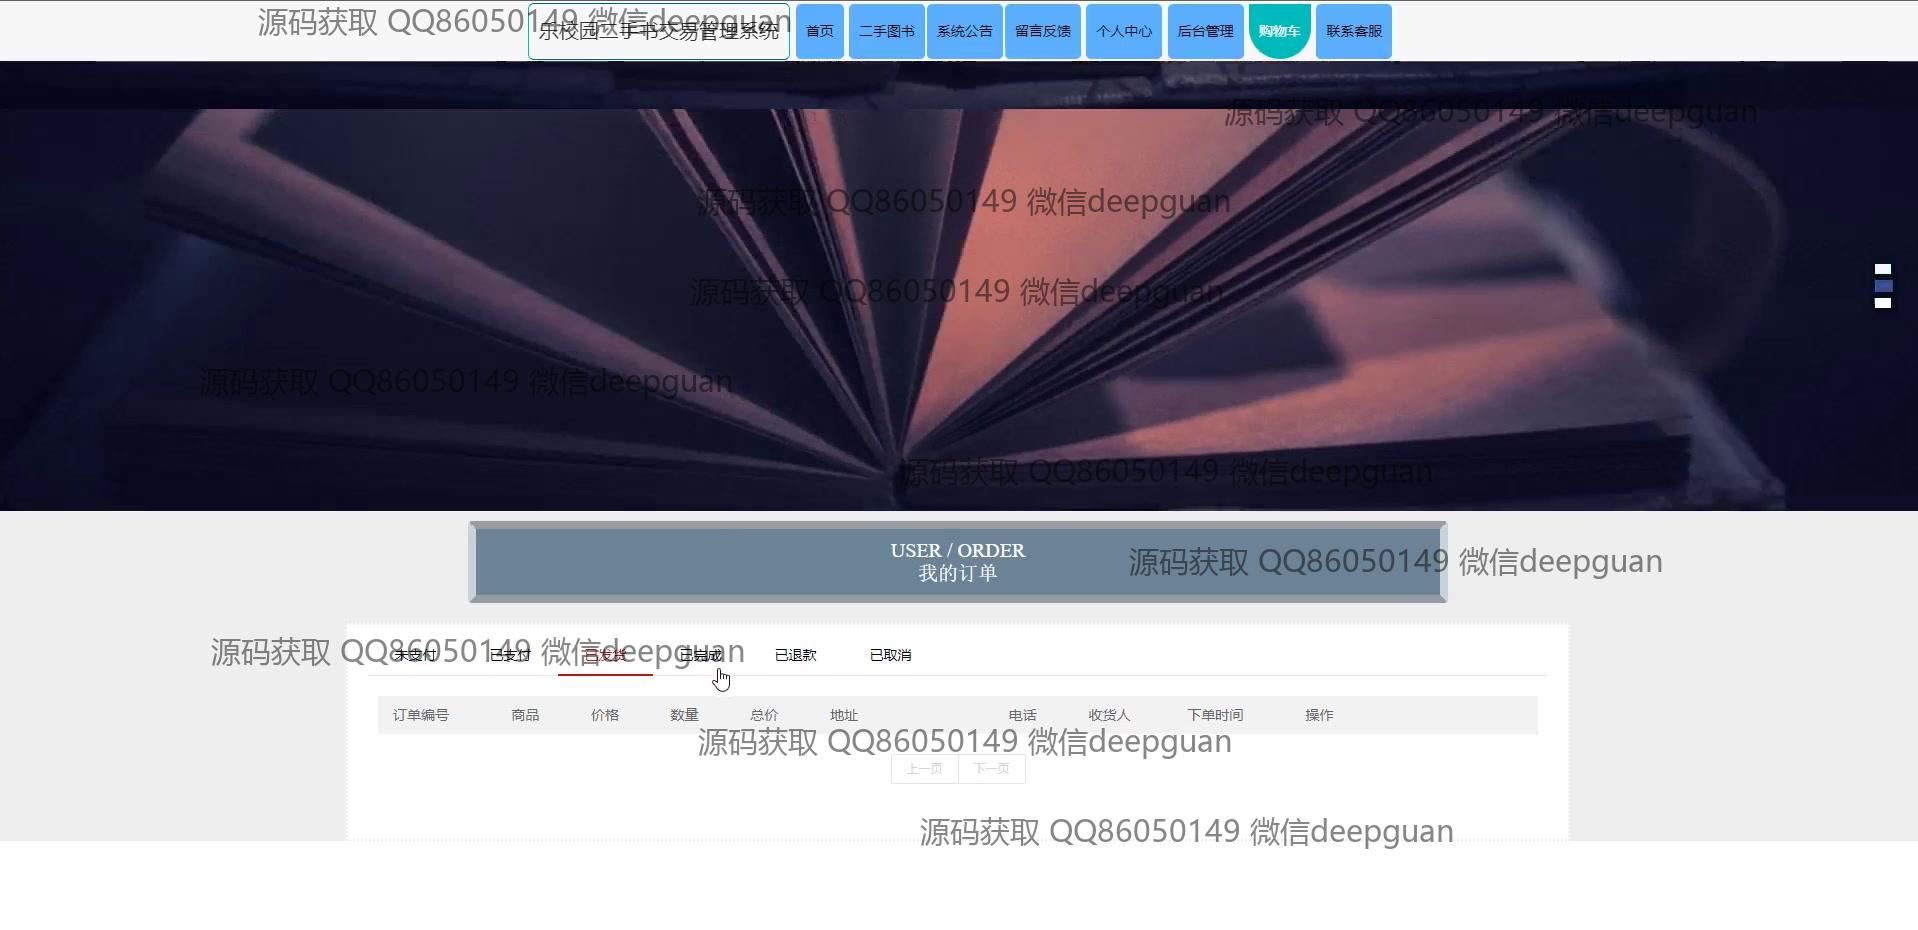 源码获取 QQ86050149 微信deepguan
乐校园二手书交易管理系统
首页 二手图书 系统公告 留言反馈 个人中心 后台管理 购物车 联系客服
源码获取 QQ86050149 微信deepguan
源码获取 QQ86050149 微信deepguan
源码获取 QQ86050149 微信deepguan
源码获取 QQ86050149 微信deepguan
源码获取 QQ86050149 微信deepguan
USER / ORDER
我的订单
源码获取 QQ86050149 微信deepguan
源码获取 QQ86050149 微信deepguan
未支付 已支付 已发货 已完成 已退款 已取消
订单编号 商品 价格 数量 总价 地址 电话 收货人 下单时间 操作
源码获取 QQ86050149 微信deepguan
上一页 下一页
源码获取 QQ86050149 微信deepguan